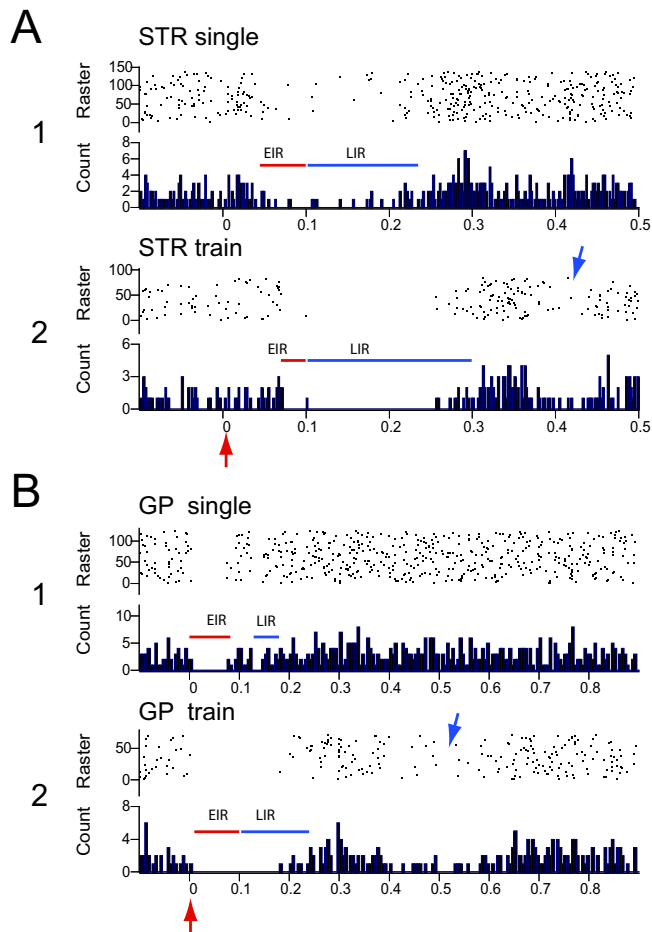 A
STR single
1
Raster
150
100
50
0
Count
8
6
4
2
0
EIR LIR
0 0.1 0.2 0.3 0.4 0.5
STR train
2
Raster
100
50
0
Count
6
3
0
EIR LIR
0 0.1 0.2 0.3 0.4 0.5
B
GP single
1
Raster
100
50
0
Count
10
5
0
EIR LIR
0 0.1 0.2 0.3 0.4 0.5 0.6 0.7 0.8
GP train
2
Raster
50
0
Count
8
4
0
EIR LIR
0 0.1 0.2 0.3 0.4 0.5 0.6 0.7 0.8